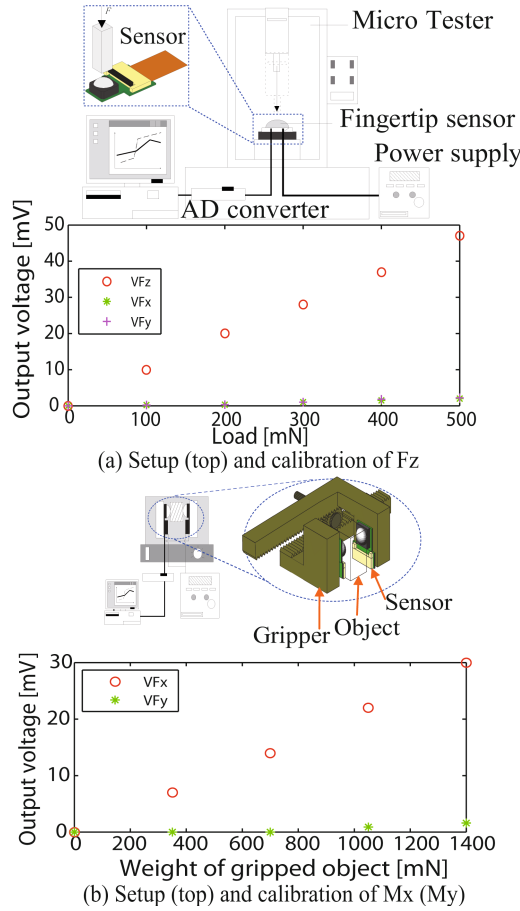 F
Sensor
Micro Tester
Fingertip sensor
Power supply
AD converter
Output voltage [mV]
50
40
30
20
10
0
VFz
VFx
VFy
0 100 200 300 400 500
Load [mN]
(a) Setup (top) and calibration of Fz
Sensor
Object
Gripper
Output voltage [mV]
30
20
10
0
VFx
VFy
0 200 400 600 800 1000 1200 1400
Weight of gripped object [mN]
(b) Setup (top) and calibration of Mx (My)